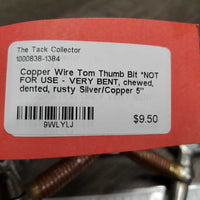 The Tack Collector
1000838-1384
Copper Wire Tom Thumb Bit *NOT
FOR USE - VERY BENT, chewed,
dented, rusty Silver/Copper 5"
9WLYLJ
$9.50